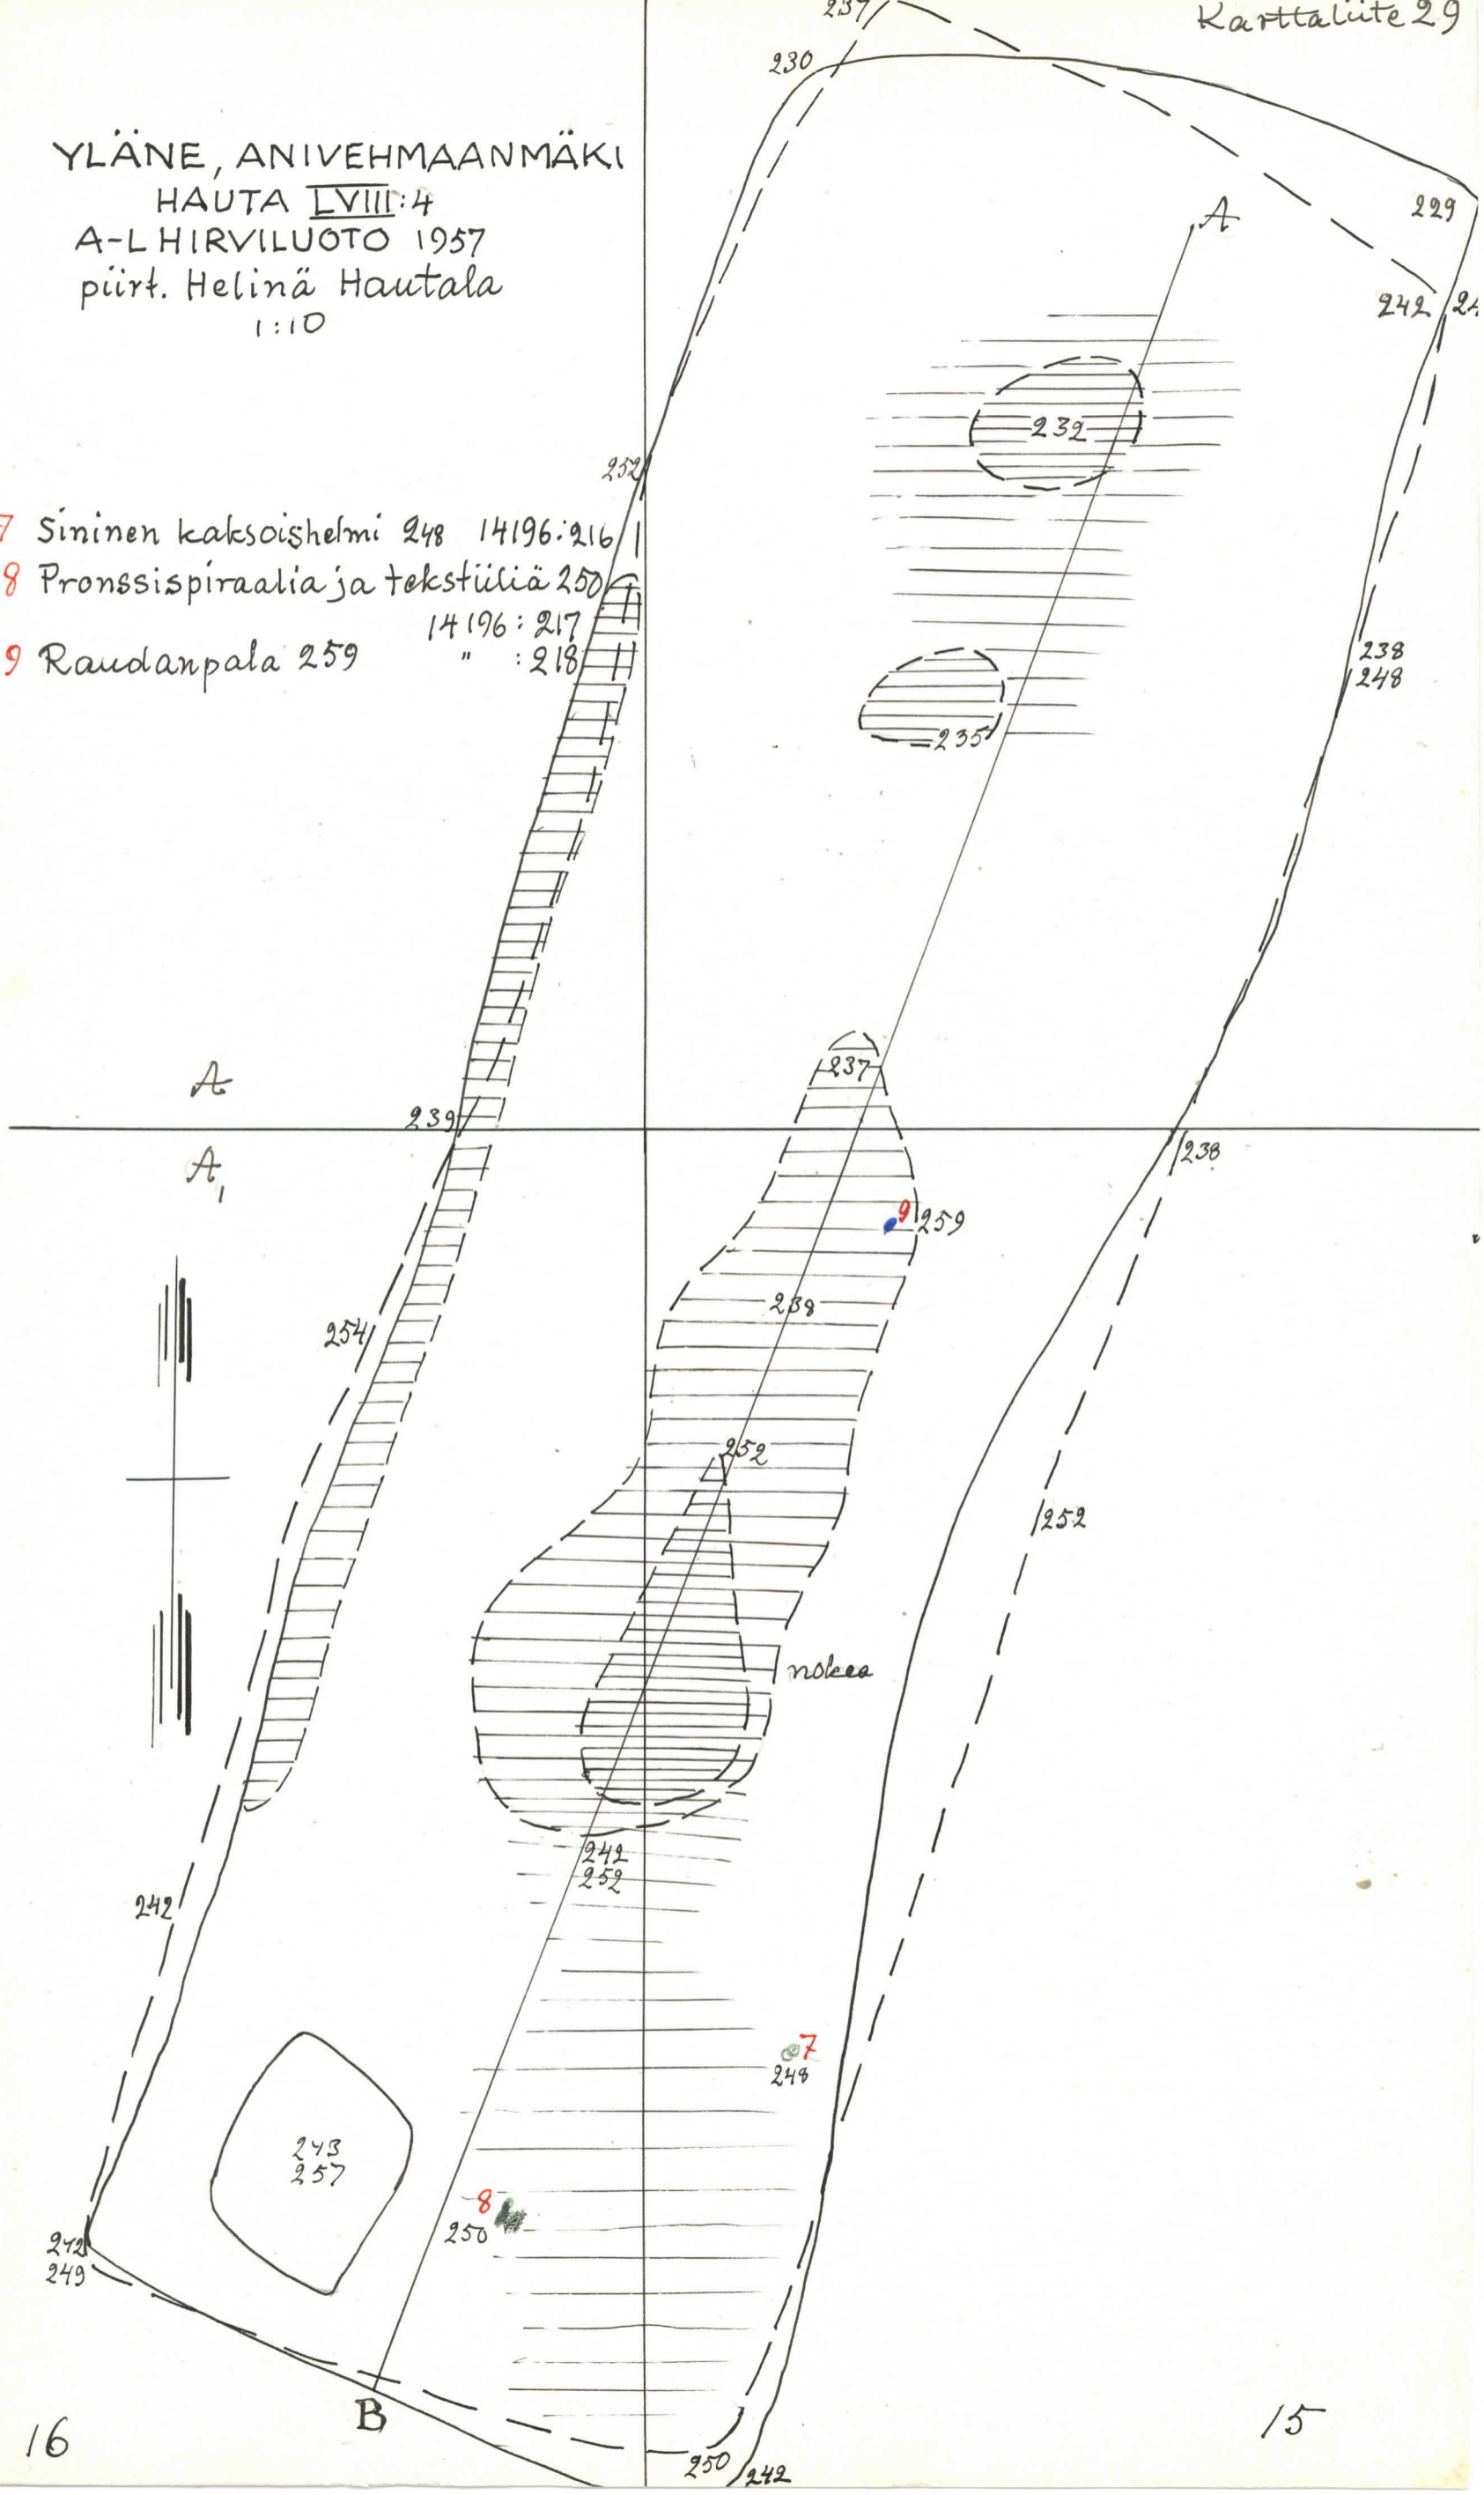 Karttaliite 29
237
230
YLÄNE, ANIVEHMAANMÄKI
HAUTA LVIII:4
A-L HIRVILUOTO 1957
piirt. Helinä Hautala
1:10
229
A
242
232
252
7 Sininen kaksoishelmi 248 14196:216
8 Pronssispiraalia ja tekstiiliä 250
14196:217
9 Raudanpala 259 " :218
238
248
235
237
A
239
A1
238
9 259
238
254
252
252
nokea
242
252
242
7
248
243
257
8
250
242
249
B
16
15
250
242